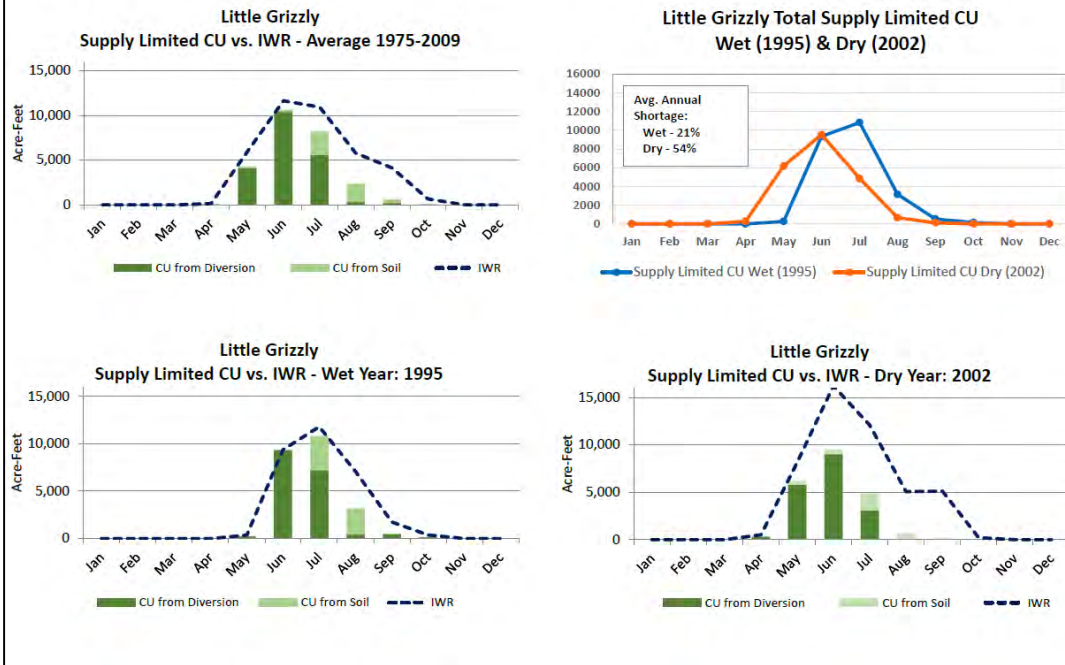 Little Grizzly
Supply Limited CU vs. IWR - Average 1975-2009
15,000
10,000
5,000
0
Acre-Feet
Jan Feb Mar Apr May Jun Jul Aug Sep Oct Nov Dec
CU from Diversion CU from Soil IWR
Little Grizzly Total Supply Limited CU
Wet (1995) & Dry (2002)
16000
14000
12000
10000
8000
6000
4000
2000
0
Avg. Annual
Shortage:
Wet - 21%
Dry - 54%
Jan Feb Mar Apr May Jun Jul Aug Sep Oct Nov Dec
Supply Limited CU Wet (1995) Supply Limited CU Dry (2002)
Little Grizzly
Supply Limited CU vs. IWR - Wet Year: 1995
15,000
10,000
5,000
0
Acre-Feet
Jan Feb Mar Apr May Jun Jul Aug Sep Oct Nov Dec
CU from Diversion CU from Soil IWR
Little Grizzly
Supply Limited CU vs. IWR - Dry Year: 2002
15,000
10,000
5,000
0
Acre-Feet
Jan Feb Mar Apr May Jun Jul Aug Sep Oct Nov Dec
CU from Diversion CU from Soil IWR